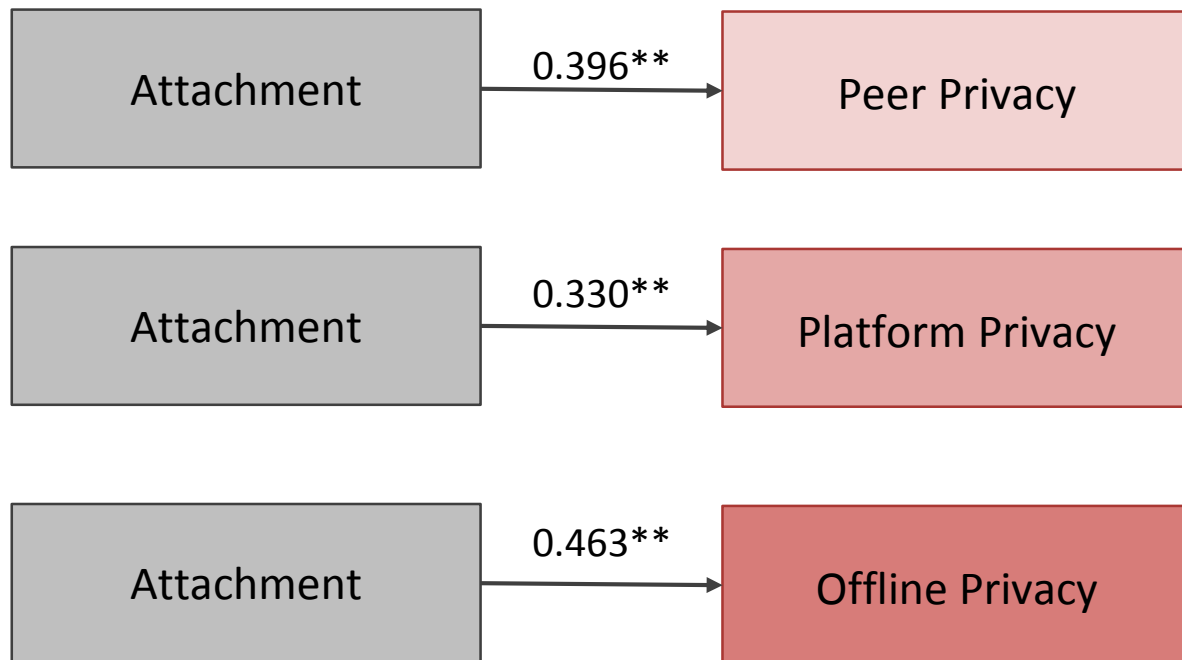 Attachment
0.396**
Peer Privacy
Attachment
0.330**
Platform Privacy
Attachment
0.463**
Offline Privacy